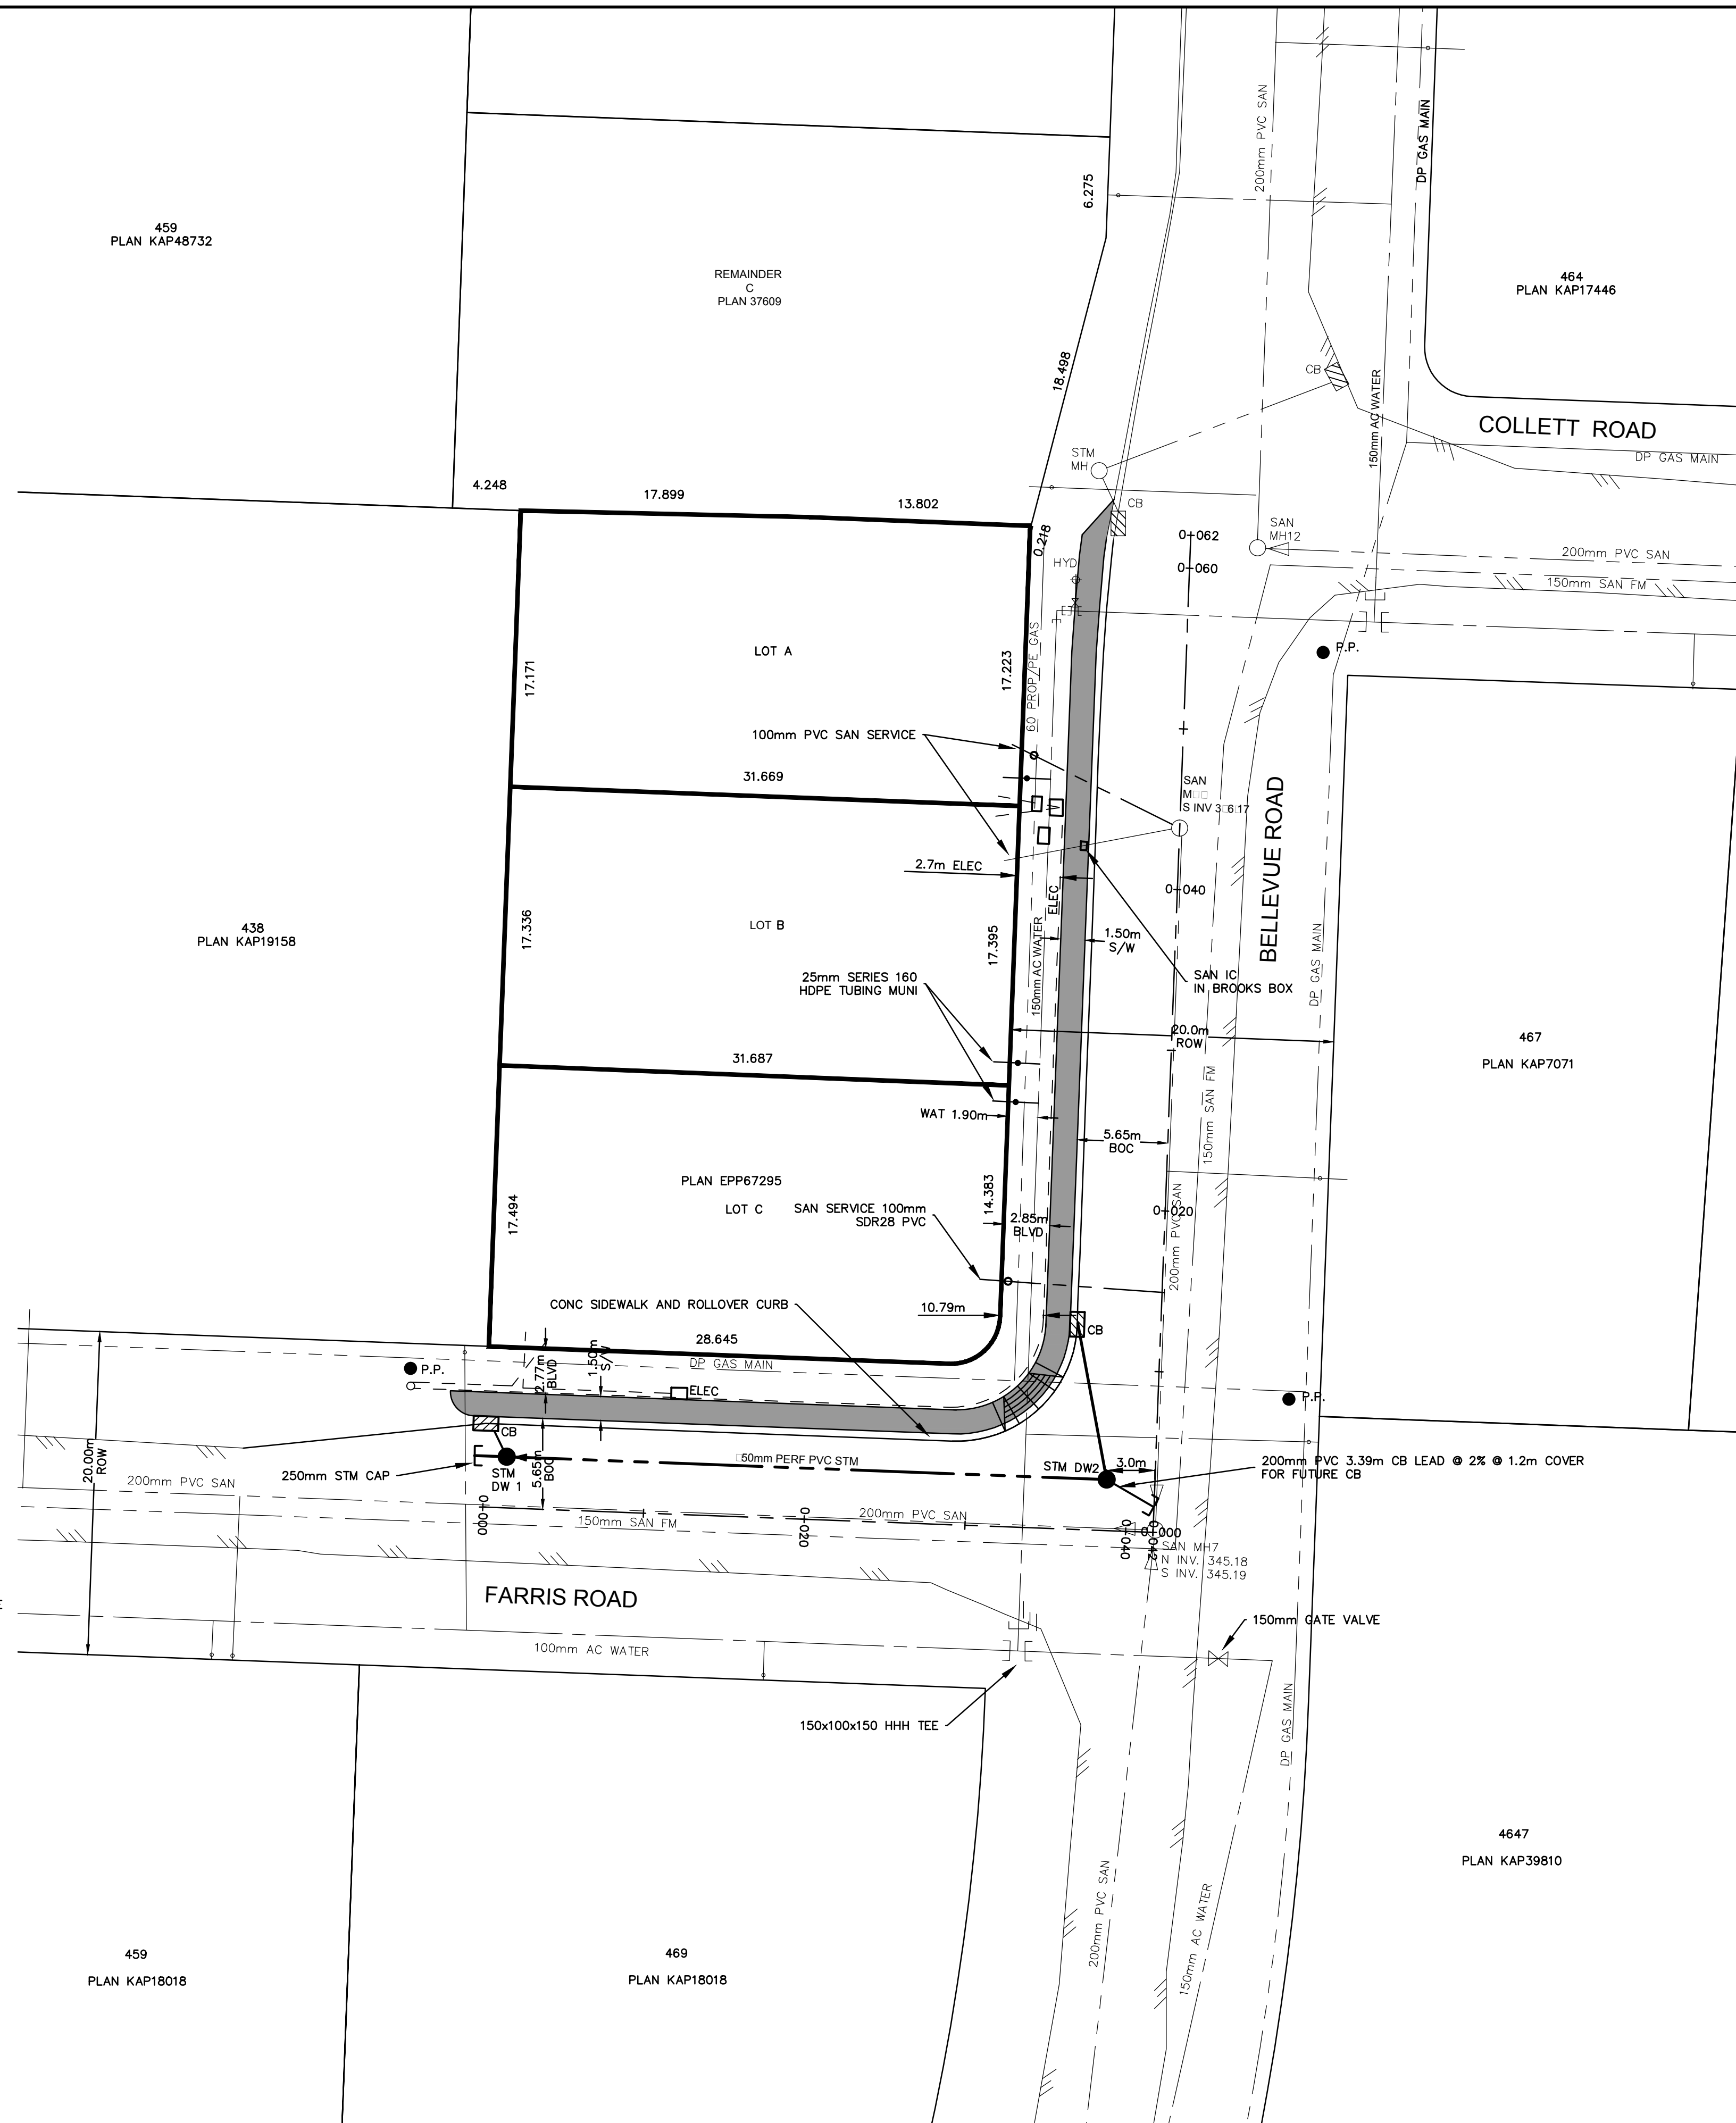 200mm PVC SAN
DP GAS MAIN
6.275
459
PLAN KAP48732
REMAINDER
C
PLAN 37609
464
PLAN KAP17446
18.498
CB
150mm AC WATER
COLLETT ROAD
DP GAS MAIN
STM
MH
4.248
17.899
13.802
CB
0.218
0+062
SAN
MH12
HYD
0+060
200mm PVC SAN
150mm SAN FM
LOT A
17.171
17.223
60 PROP/PE GAS
P.P.
100mm PVC SAN SERVICE
31.669
SAN
S INV
BELLEVUE ROAD
2.7m ELEC
ELEC
0+040
438
PLAN KAP19158
LOT B
17.336
17.395
150mm AC WATER
1.50m
S/W
DP GAS MAIN
25mm SERIES 160
HDPE TUBING MUNI
SAN IC
IN BROOKS BOX
20.0m
ROW
467
PLAN KAP7071
31.687
150mm SAN FM
WAT 1.90m
5.65m
BOC
PLAN EPP67295
LOT C
17.494
14.383
SAN SERVICE 100mm
SDR28 PVC
2.85m
BLVD
0+020
200mm PVC SAN
CONC SIDEWALK AND ROLLOVER CURB
10.79m
CB
28.645
DP GAS MAIN
P.P.
2.77m
BLVD
1.50m
S/W
ELEC
P.P.
20.00m
ROW
CB
250mm STM CAP
STM
DW 1
5.65m
BOC
50mm PERF PVC STM
STM DW2
3.0m
200mm PVC 3.39m CB LEAD @ 2% @ 1.2m COVER
FOR FUTURE CB
200mm PVC SAN
0+000
150mm SAN FM
0+020
200mm PVC SAN
0+040
0+042
0+000
SAN MH7
N INV. 345.18
S INV. 345.19
FARRIS ROAD
150mm GATE VALVE
100mm AC WATER
150x100x150 HHH TEE
DP GAS MAIN
4647
PLAN KAP39810
200mm PVC SAN
150mm AC WATER
459
PLAN KAP18018
469
PLAN KAP18018